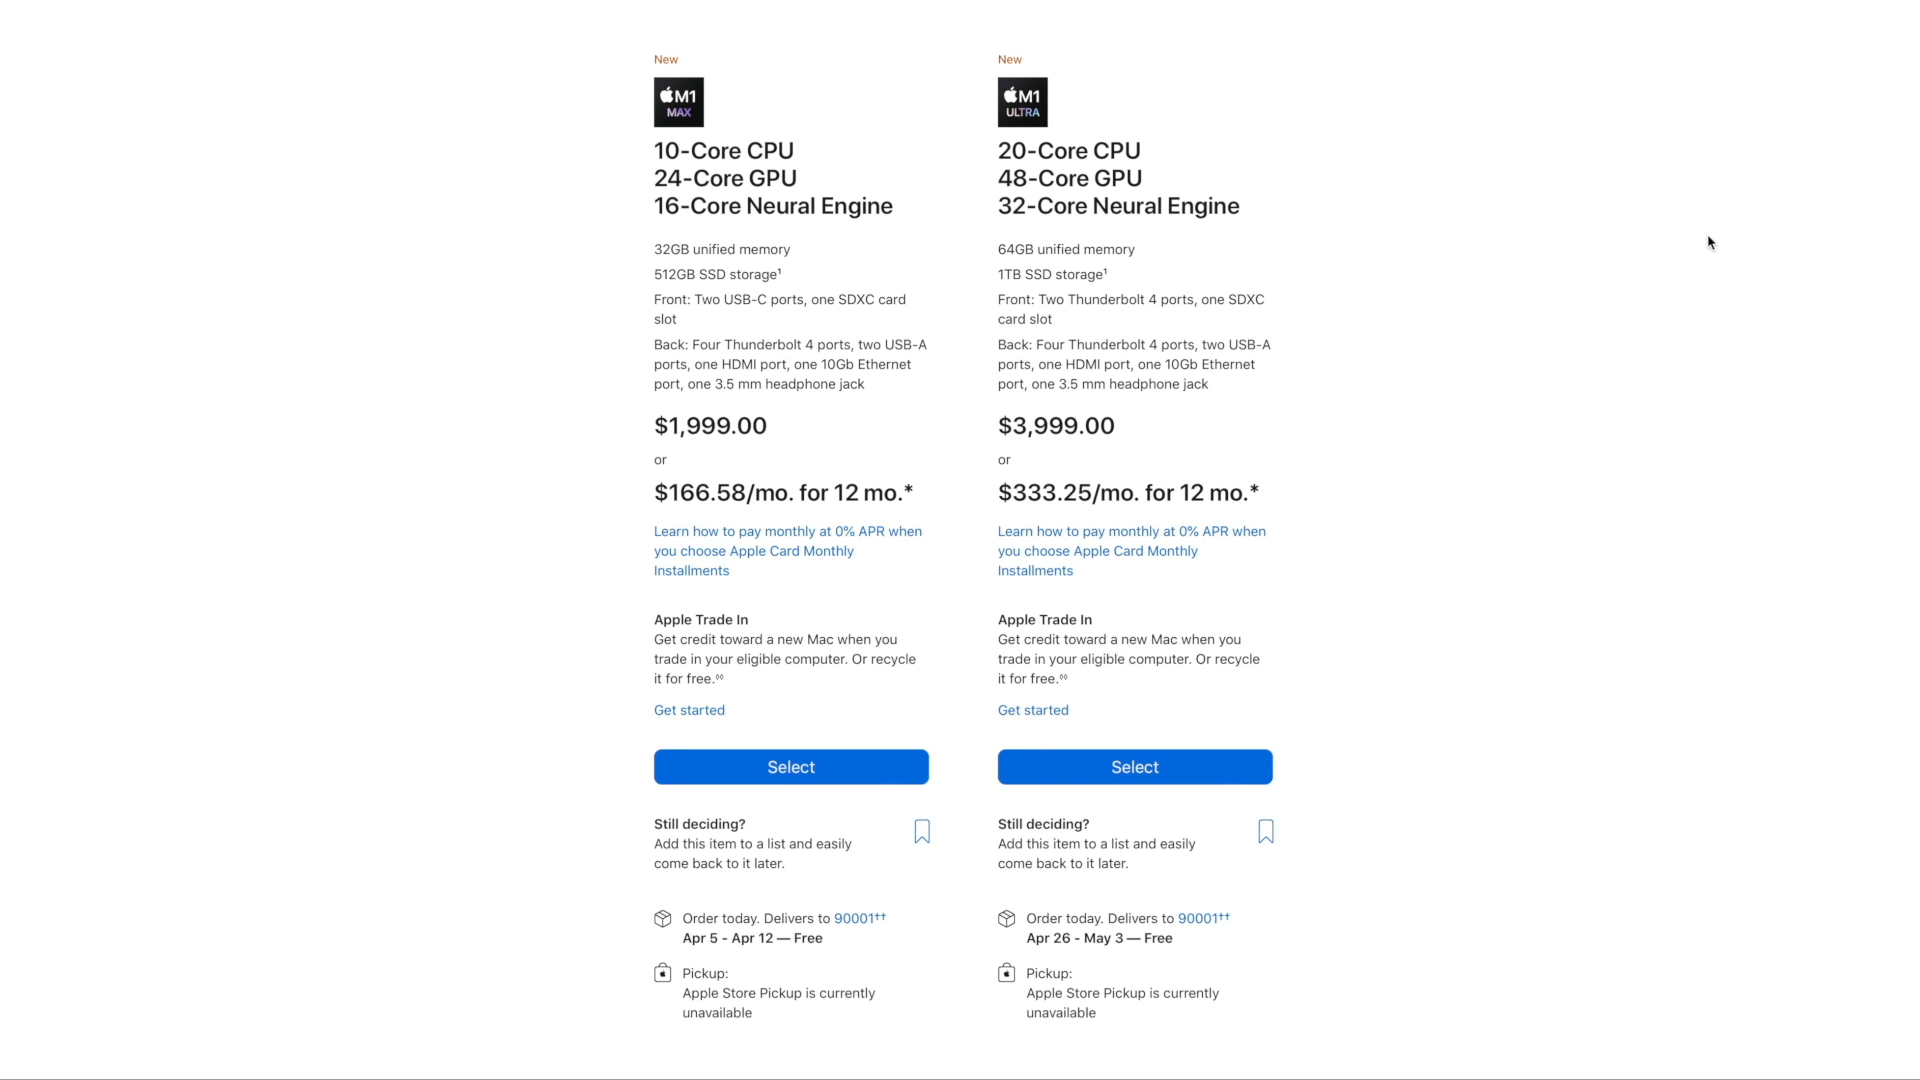 New
M1
MAX
10-Core CPU
24-Core GPU
16-Core Neural Engine
32GB unified memory
512GB SSD storage¹
Front: Two USB-C ports, one SDXC card
slot
Back: Four Thunderbolt 4 ports, two USB-A
ports, one HDMI port, one 10Gb Ethernet
port, one 3.5 mm headphone jack
$1,999.00
or
$166.58/mo. for 12 mo.*
Learn how to pay monthly at 0% APR when
you choose Apple Card Monthly
Installments
Apple Trade In
Get credit toward a new Mac when you
trade in your eligible computer. Or recycle
it for free.◊◊
Get started
Select
Still deciding?
Add this item to a list and easily
come back to it later.
Order today. Delivers to 90001††
Apr 5 - Apr 12 — Free
Pickup:
Apple Store Pickup is currently
unavailable
New
M1
ULTRA
20-Core CPU
48-Core GPU
32-Core Neural Engine
64GB unified memory
1TB SSD storage¹
Front: Two Thunderbolt 4 ports, one SDXC
card slot
Back: Four Thunderbolt 4 ports, two USB-A
ports, one HDMI port, one 10Gb Ethernet
port, one 3.5 mm headphone jack
$3,999.00
or
$333.25/mo. for 12 mo.*
Learn how to pay monthly at 0% APR when
you choose Apple Card Monthly
Installments
Apple Trade In
Get credit toward a new Mac when you
trade in your eligible computer. Or recycle
it for free.◊◊
Get started
Select
Still deciding?
Add this item to a list and easily
come back to it later.
Order today. Delivers to 90001††
Apr 26 - May 3 — Free
Pickup:
Apple Store Pickup is currently
unavailable